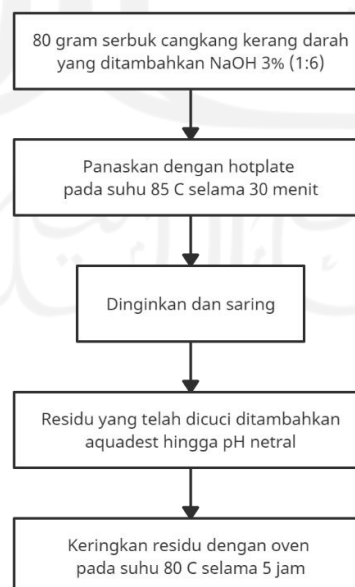 80 gram serbuk cangkang kerang darah
yang ditambahkan NaOH 3% (1:6)
Panaskan dengan hotplate
pada suhu 85 C selama 30 menit
Dinginkan dan saring
Residu yang telah dicuci ditambahkan
aquadest hingga pH netral
Keringkan residu dengan oven
pada suhu 80 C selama 5 jam